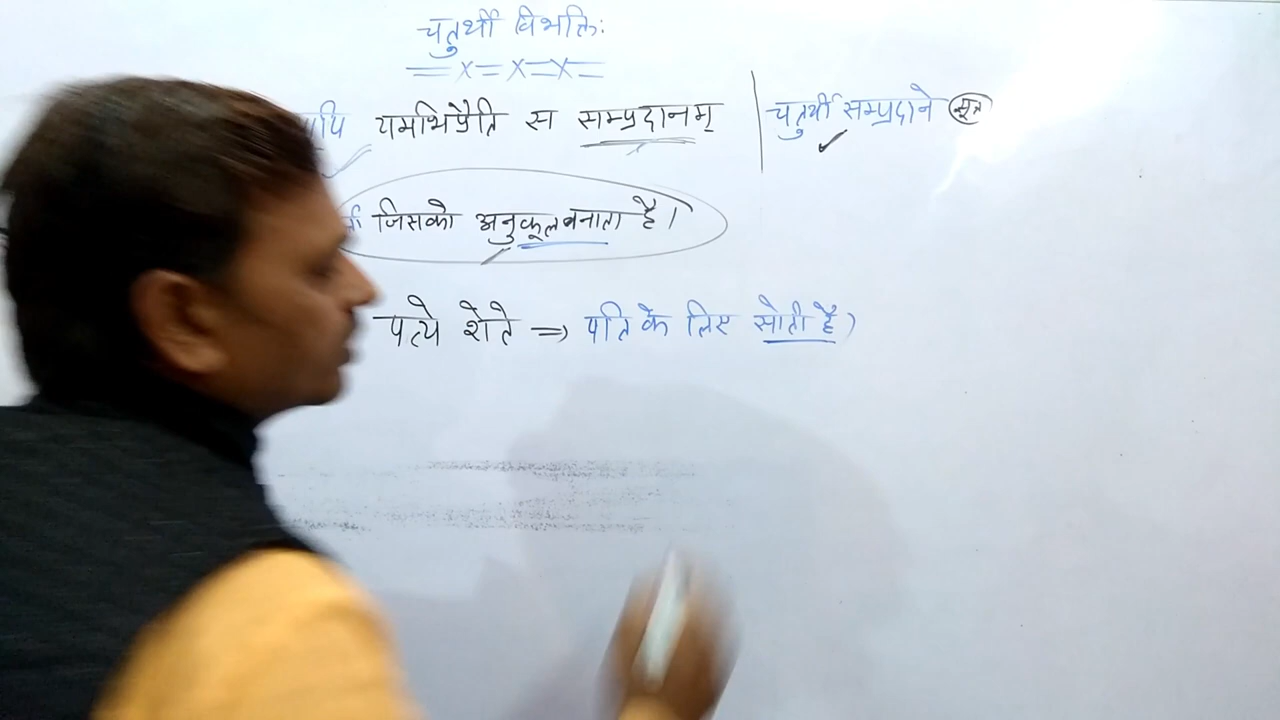 चतुर्थी विभक्तिः
= x = x = x =
यमभिप्रैति स सम्प्रदानम् | चतुर्थी सम्प्रदाने सूत्र
जिसको अनुकूल बनाता है।
पत्ये शेते => पति के लिए सोती है)